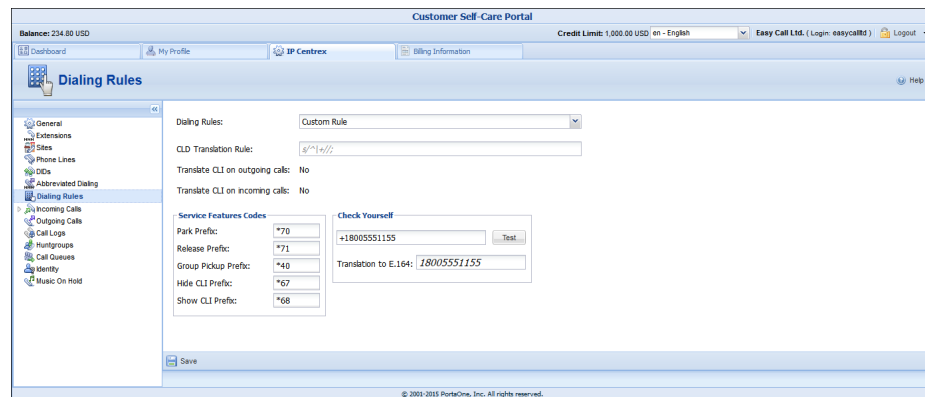 Customer Self-Care Portal
Balance: 234.80 USD
Credit Limit: 1,000.00 USD
en - English
Easy Call Ltd. ( Login: easycallltd )
Logout
Dashboard
My Profile
IP Centrex
Billing Information
Dialing Rules
Help
General
Extensions
Sites
Phone Lines
DIDs
Abbreviated Dialing
Dialing Rules
Incoming Calls
Outgoing Calls
Call Logs
Huntgroups
Call Queues
Identity
Music On Hold
Dialing Rules:
Custom Rule
CLD Translation Rule:
Translate CLI on outgoing calls: No
Translate CLI on incoming calls: No
Service Features Codes
Park Prefix: *70
Release Prefix: *71
Group Pickup Prefix: *40
Hide CLI Prefix: *67
Show CLI Prefix: *68
Check Yourself
+18005551155
Test
Translation to E.164: 18005551155
Save
© 2001-2015 PortaOne, Inc. All rights reserved.